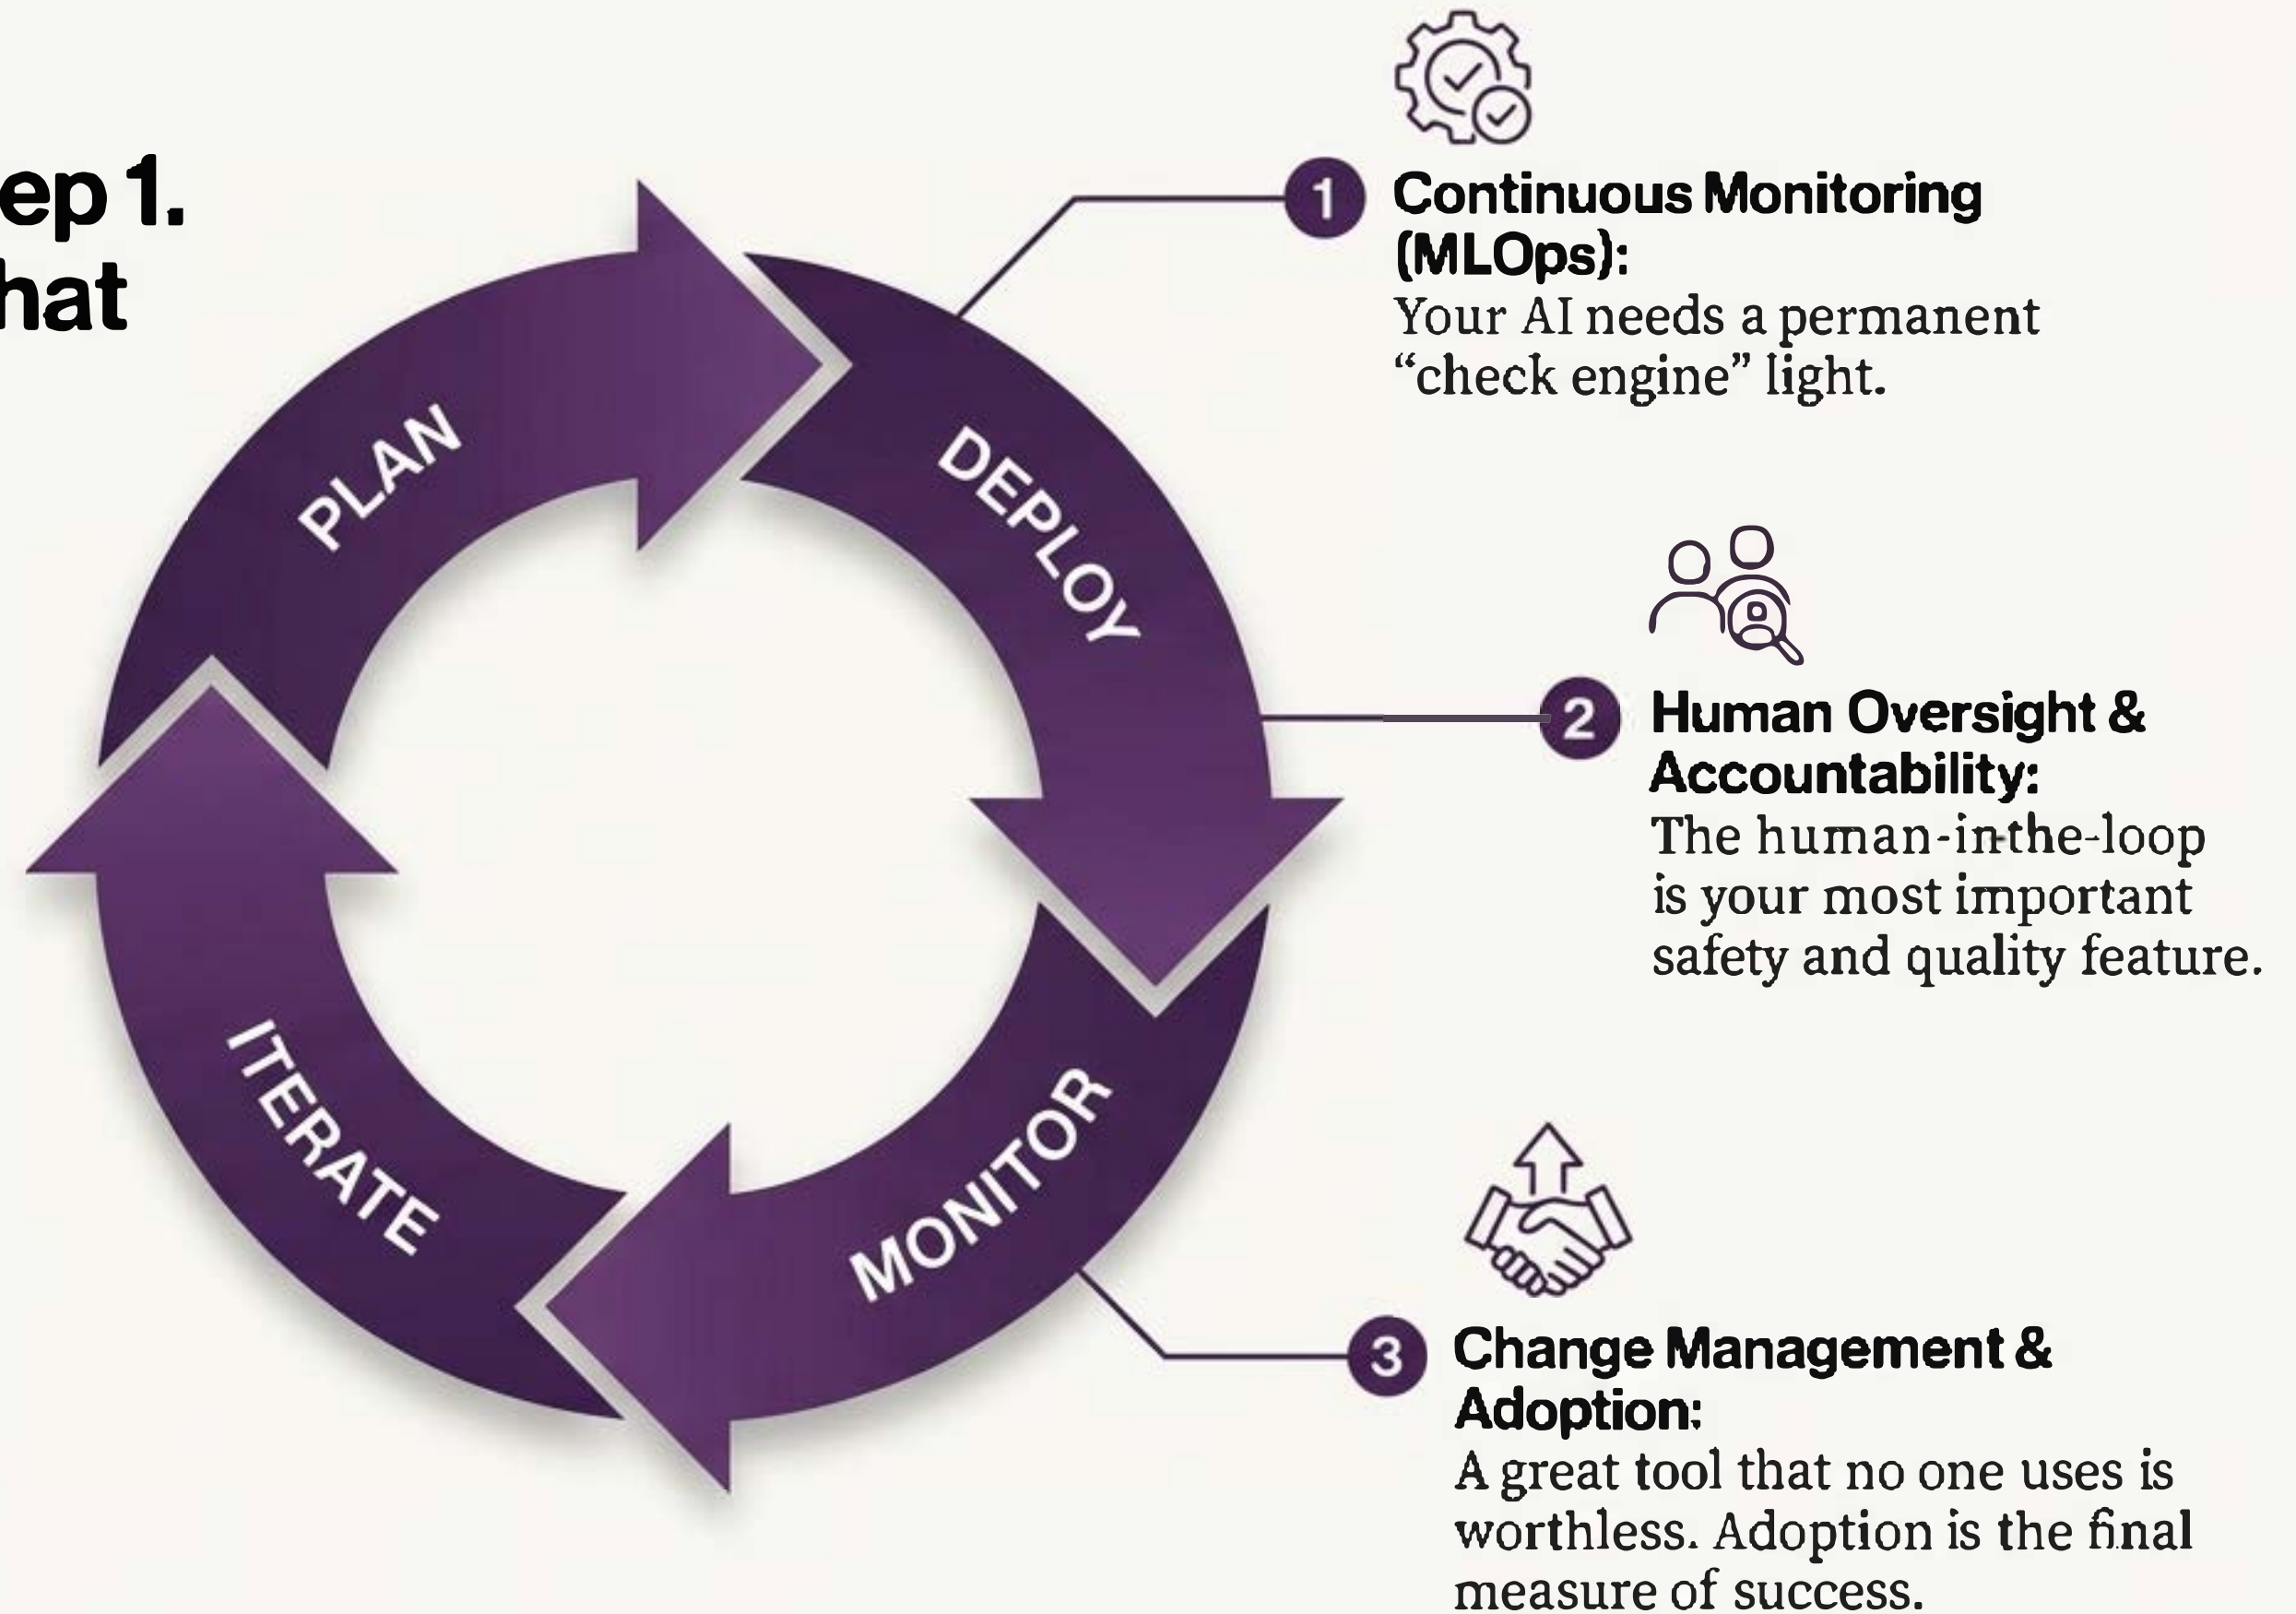 ep 1.
hat
PLAN
DEPLOY
MONITOR
ITERATE
1
Continuous Monitoring
(MLOps):
Your AI needs a permanent
“check engine” light.
2
Human Oversight &
Accountability:
The human-in-the-loop
is your most important
safety and quality feature.
3
Change Management &
Adoption:
A great tool that no one uses is
worthless. Adoption is the final
measure of success.